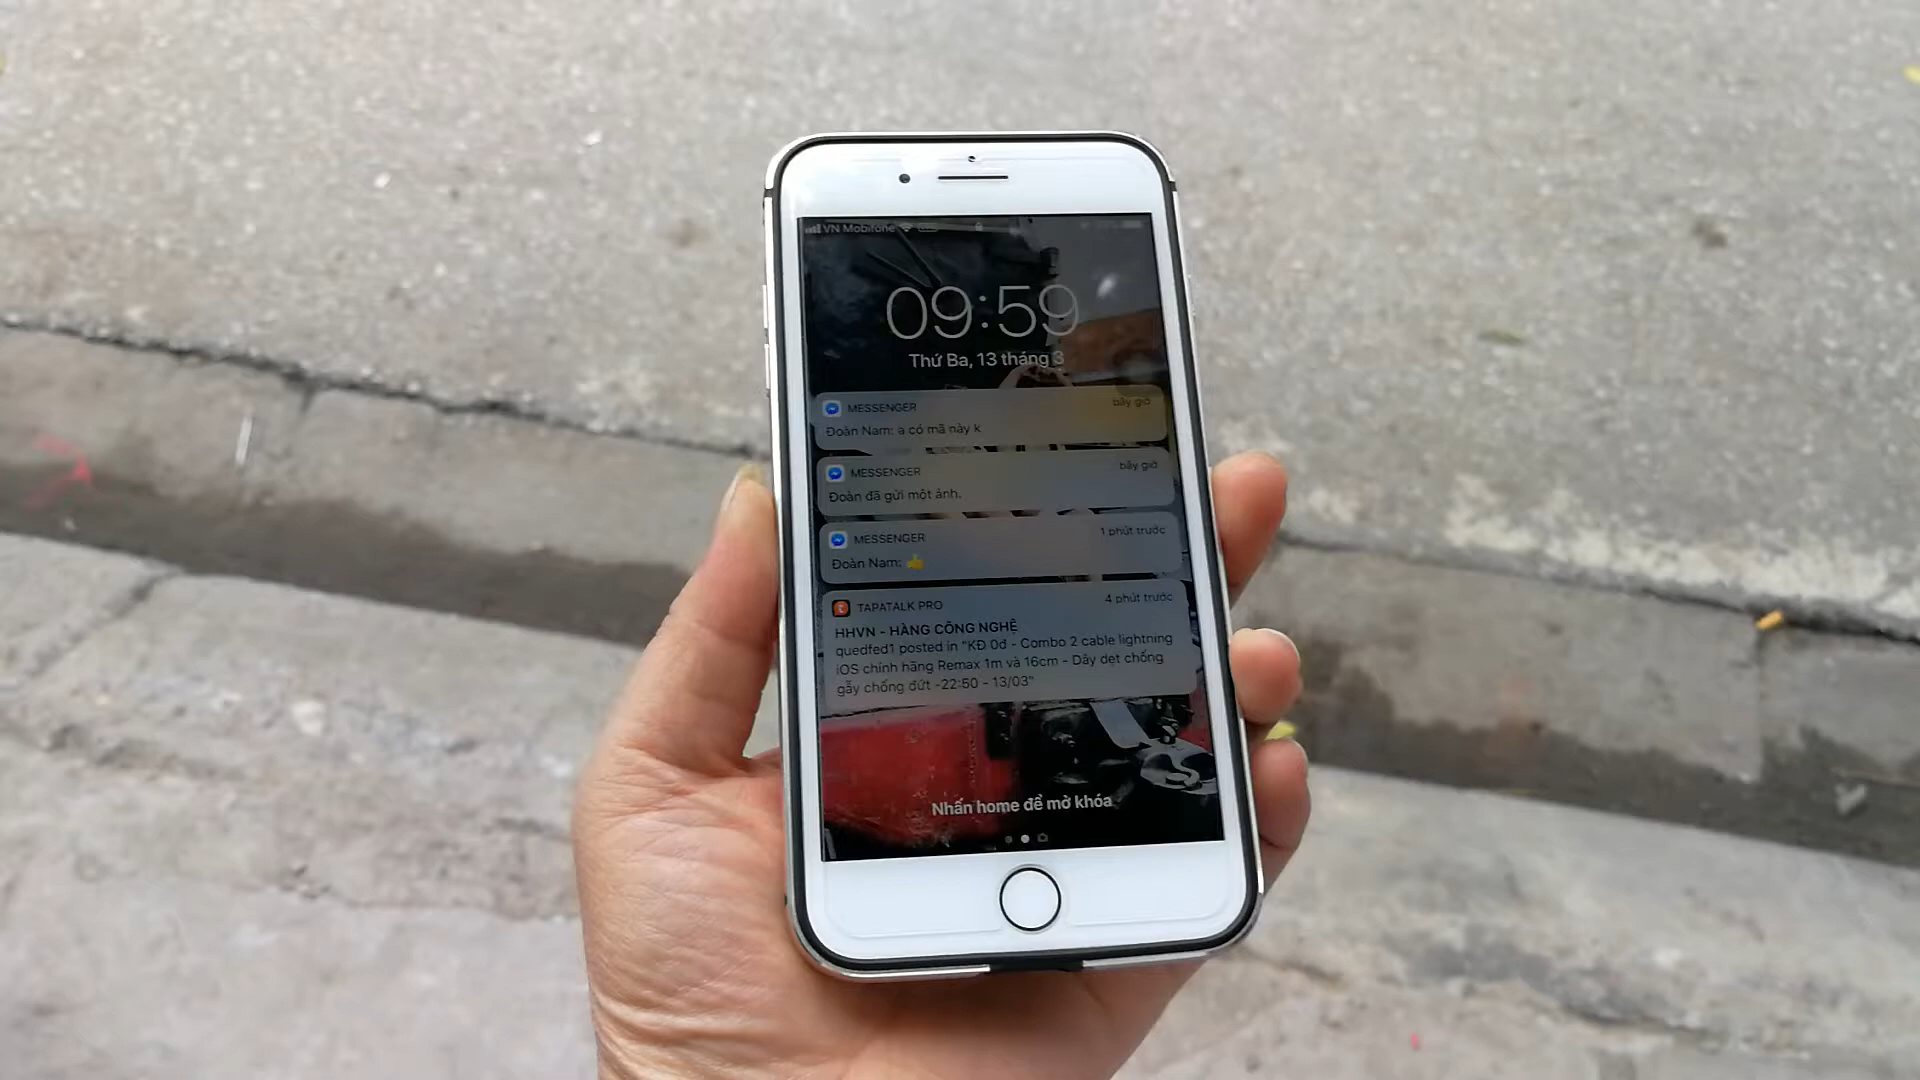 VN Mobifone
09:59
Thứ Ba, 13 tháng 3
MESSENGER
bây giờ
Đoàn Nam: a có mã này k
MESSENGER
bây giờ
Đoàn đã gửi một ảnh.
MESSENGER
1 phút trước
Đoàn Nam: 👍
TAPATALK PRO
4 phút trước
HHVN - HÀNG CÔNG NGHỆ
quedfed1 posted in "KĐ 0đ - Combo 2 cable lightning
iOS chính hãng Remax 1m và 16cm - Dây dẹt chống
gẫy chống đứt -22:50 - 13/03"
Nhấn home để mở khóa